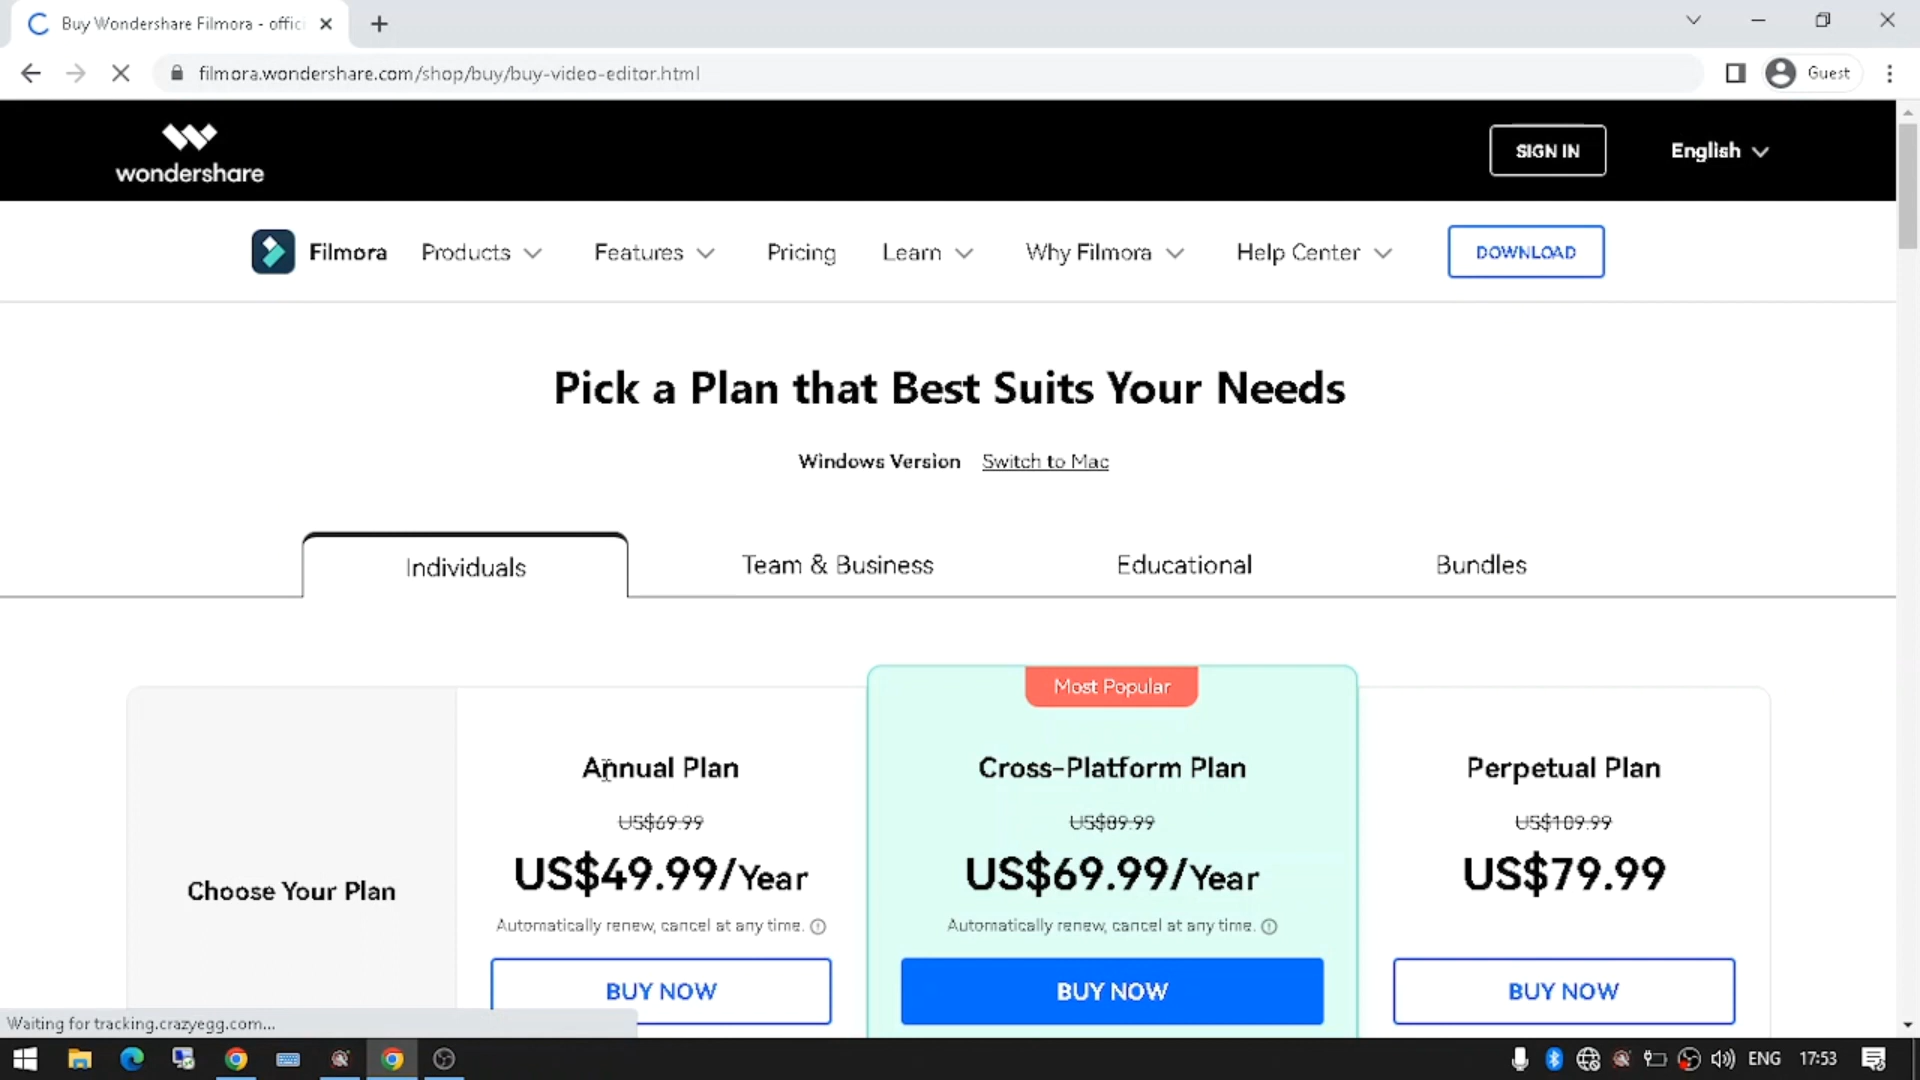 Buy Wondershare Filmora - offic
filmora.wondershare.com/shop/buy/buy-video-editor.html
Guest
wondershare
SIGN IN
English
Filmora
Products
Features
Pricing
Learn
Why Filmora
Help Center
DOWNLOAD
Pick a Plan that Best Suits Your Needs
Windows Version Switch to Mac
Individuals
Team & Business
Educational
Bundles
Most Popular
Choose Your Plan
Annual Plan
US$69.99
US$49.99/Year
Automatically renew, cancel at any time.
BUY NOW
Cross-Platform Plan
US$89.99
US$69.99/Year
Automatically renew, cancel at any time.
BUY NOW
Perpetual Plan
US$109.99
US$79.99
BUY NOW
Waiting for tracking.crazyegg.com...
ENG 17:53